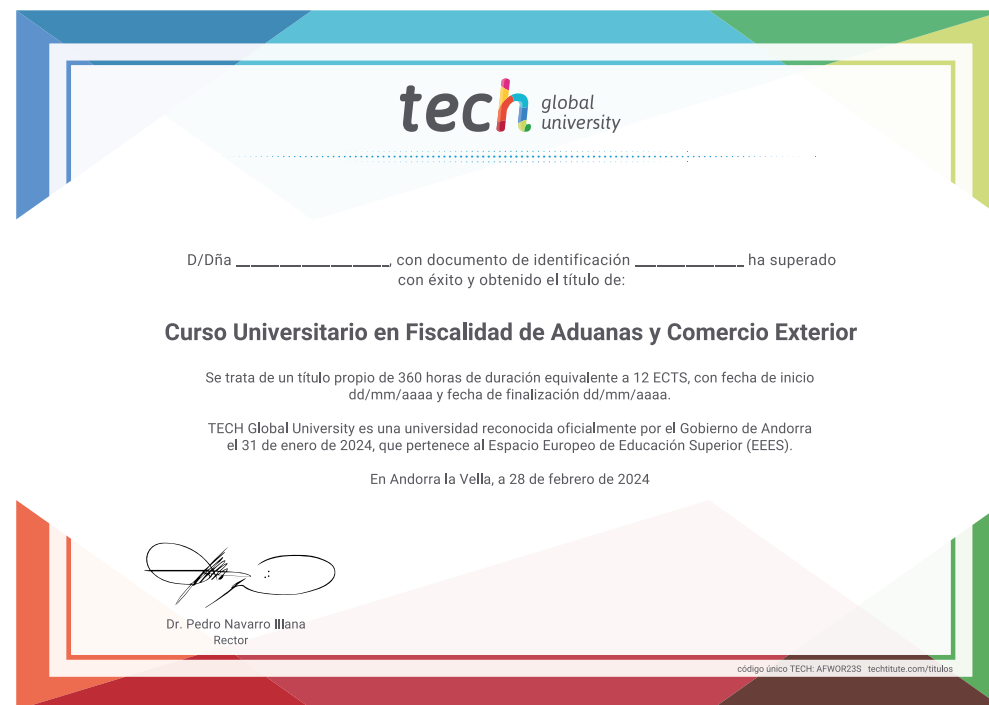 tech global
university
D/Dña ____________________, con documento de identificación ______________ ha superado
con éxito y obtenido el título de:
Curso Universitario en Fiscalidad de Aduanas y Comercio Exterior
Se trata de un título propio de 360 horas de duración equivalente a 12 ECTS, con fecha de inicio
dd/mm/aaaa y fecha de finalización dd/mm/aaaa.
TECH Global University es una universidad reconocida oficialmente por el Gobierno de Andorra
el 31 de enero de 2024, que pertenece al Espacio Europeo de Educación Superior (EEES).
En Andorra la Vella, a 28 de febrero de 2024
Dr. Pedro Navarro Illana
Rector
código único TECH: AFWOR23S techtitute.com/titulos